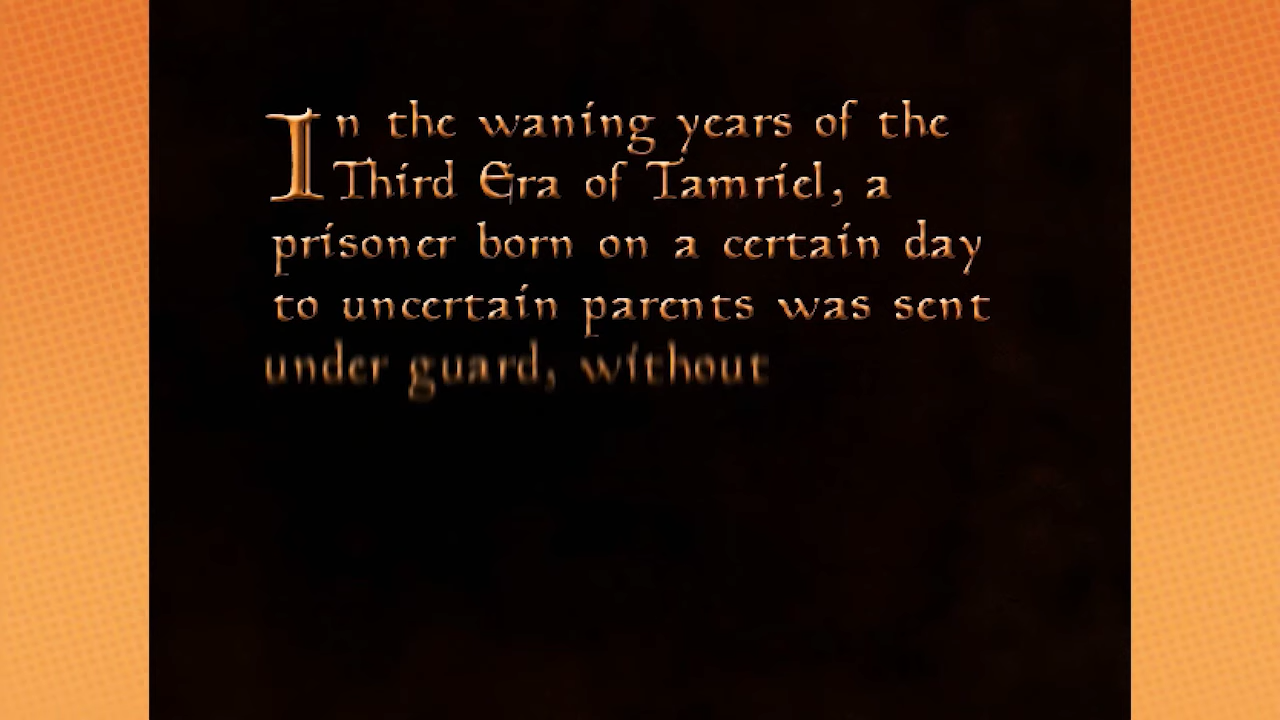 In the waning years of the
Third Era of Tamriel, a
prisoner born on a certain day
to uncertain parents was sent
under guard, without